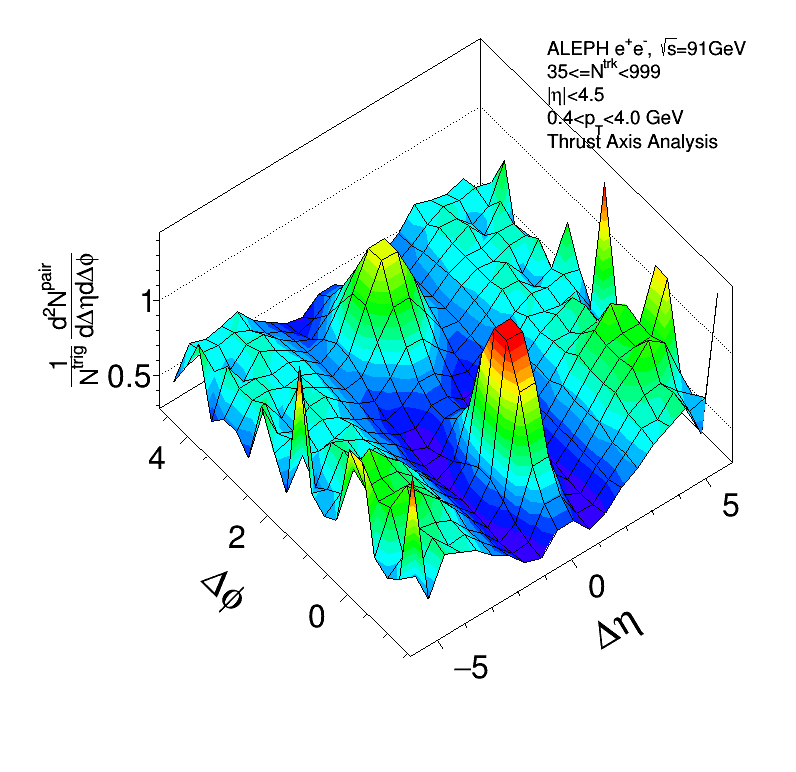 ALEPH e⁺e⁻, √s=91GeV
35<=Nᵗʳᵏ<999
|η|<4.5
0.4<p_T<4.0 GeV
Thrust Axis Analysis
1/N^trig d²N^pair/dΔηdΔϕ
1
0.5
4
2
0
Δϕ
−5
0
5
Δη